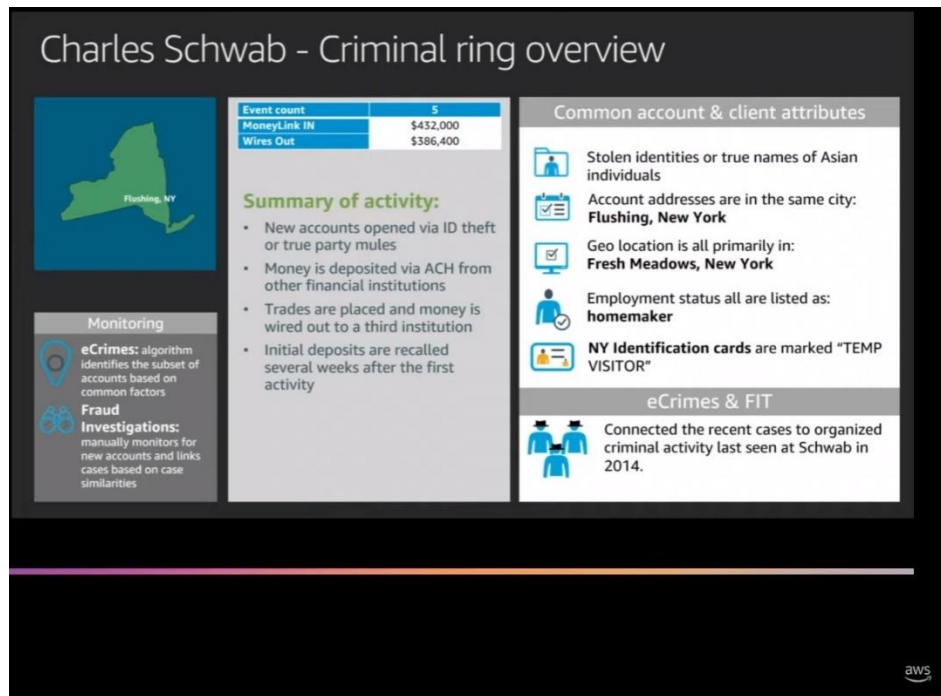 Charles Schwab - Criminal ring overview
Flushing, NY
Monitoring
eCrimes: algorithm
identifies the subset of
accounts based on
common factors
Fraud
Investigations:
manually monitors for
new accounts and links
cases based on case
similarities
Event count 5
MoneyLink IN $432,000
Wires Out $386,400
Summary of activity:
• New accounts opened via ID theft
or true party mules
• Money is deposited via ACH from
other financial institutions
• Trades are placed and money is
wired out to a third institution
• Initial deposits are recalled
several weeks after the first
activity
Common account & client attributes
Stolen identities or true names of Asian
individuals
Account addresses are in the same city:
Flushing, New York
Geo location is all primarily in:
Fresh Meadows, New York
Employment status all are listed as:
homemaker
NY Identification cards are marked “TEMP
VISITOR”
eCrimes & FIT
Connected the recent cases to organized
criminal activity last seen at Schwab in
2014.
aws